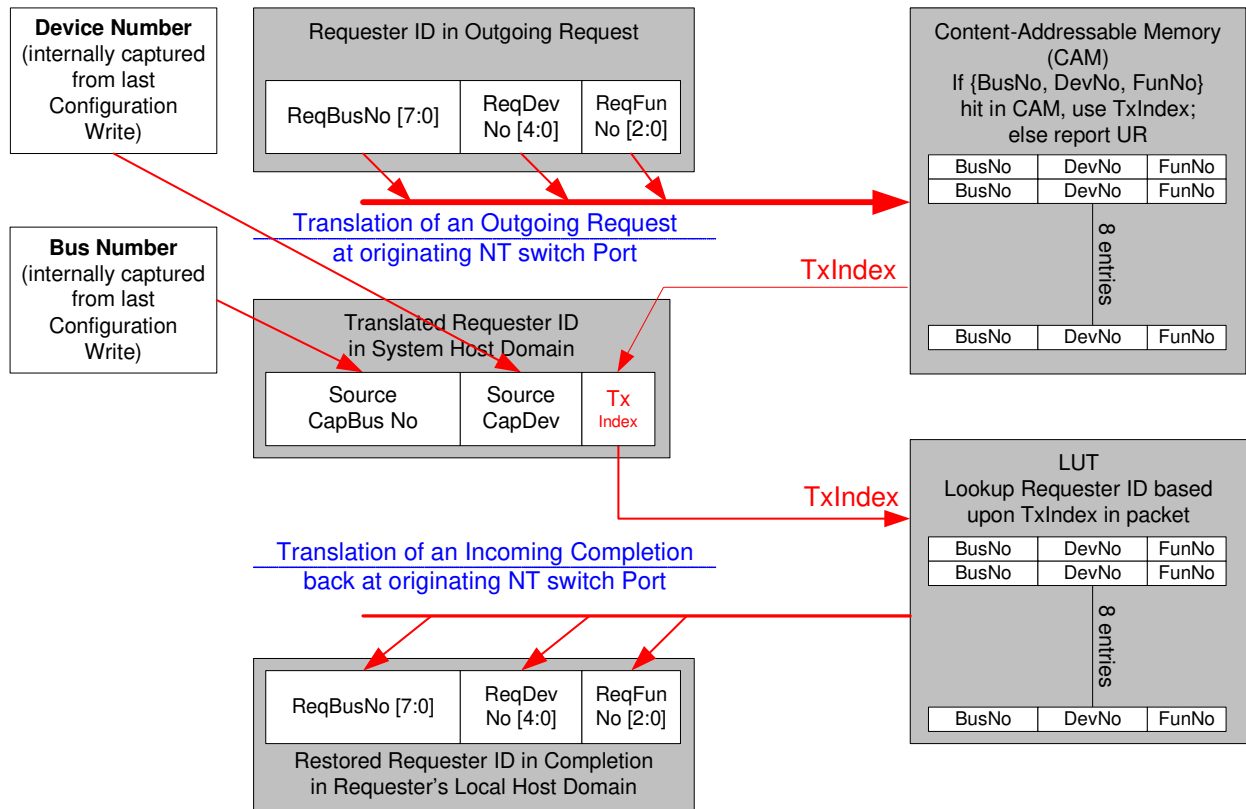 Device Number
(internally captured
from last
Configuration
Write)
Requester ID in Outgoing Request
ReqBusNo [7:0]
ReqDev
No [4:0]
ReqFun
No [2:0]
Content-Addressable Memory
(CAM)
If {BusNo, DevNo, FunNo}
hit in CAM, use TxIndex;
else report UR
BusNo DevNo FunNo
BusNo DevNo FunNo
8 entries
BusNo DevNo FunNo
Translation of an Outgoing Request
at originating NT switch Port
Bus Number
(internally captured
from last
Configuration
Write)
TxIndex
Translated Requester ID
in System Host Domain
Source
CapBus No
Source
CapDev
Tx
Index
TxIndex
LUT
Lookup Requester ID based
upon TxIndex in packet
BusNo DevNo FunNo
BusNo DevNo FunNo
8 entries
BusNo DevNo FunNo
Translation of an Incoming Completion
back at originating NT switch Port
ReqBusNo [7:0]
ReqDev
No [4:0]
ReqFun
No [2:0]
Restored Requester ID in Completion
in Requester's Local Host Domain